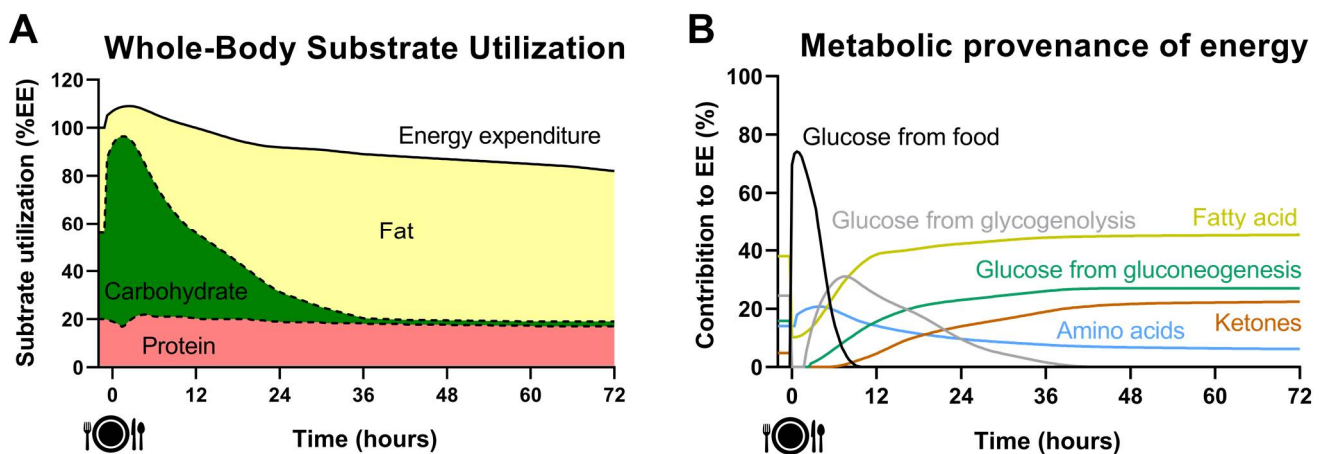 A
Whole-Body Substrate Utilization
Subtrate utilization (%EE)
120
100
80
60
40
20
0
Energy expenditure
Fat
Carbohydrate
Protein
0
12
24
36
48
60
72
Time (hours)
B
Metabolic provenance of energy
Contribition to EE (%)
100
80
60
40
20
0
Glucose from food
Glucose from glycogenolysis
Fatty acid
Glucose from gluconeogenesis
Ketones
Amino acids
0
12
24
36
48
60
72
Time (hours)